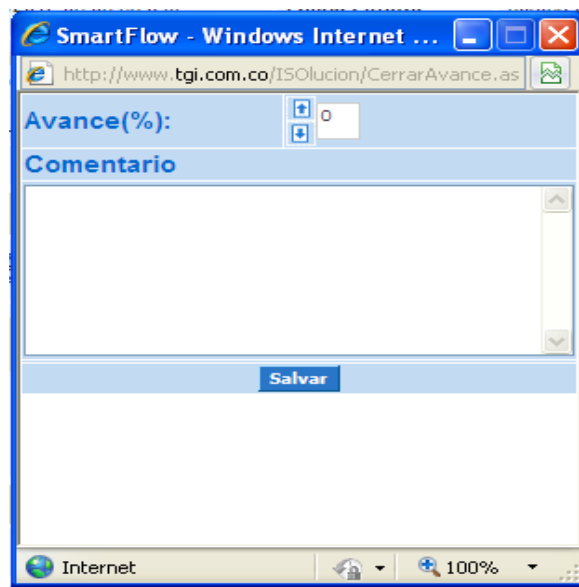 SmartFlow - Windows Internet ...
http://www.tgi.com.co/ISOlucion/CerrarAvance.as
Avance(%):
0
Comentario
Salvar
Internet
100%